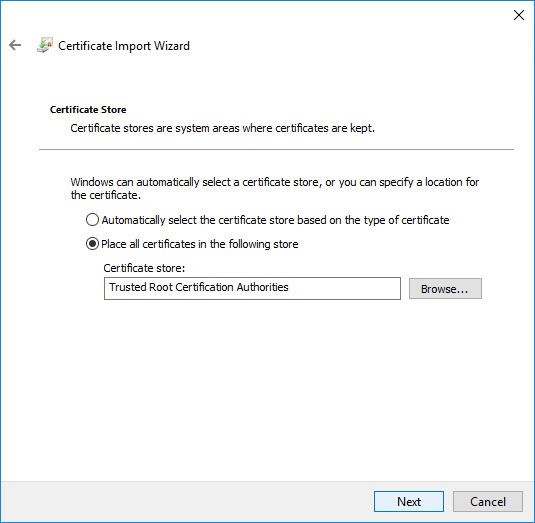 Certificate Import Wizard
Certificate Store
Certificate stores are system areas where certificates are kept.
Windows can automatically select a certificate store, or you can specify a location for
the certificate.
Automatically select the certificate store based on the type of certificate
Place all certificates in the following store
Certificate store:
Trusted Root Certification Authorities
Browse...
Next
Cancel